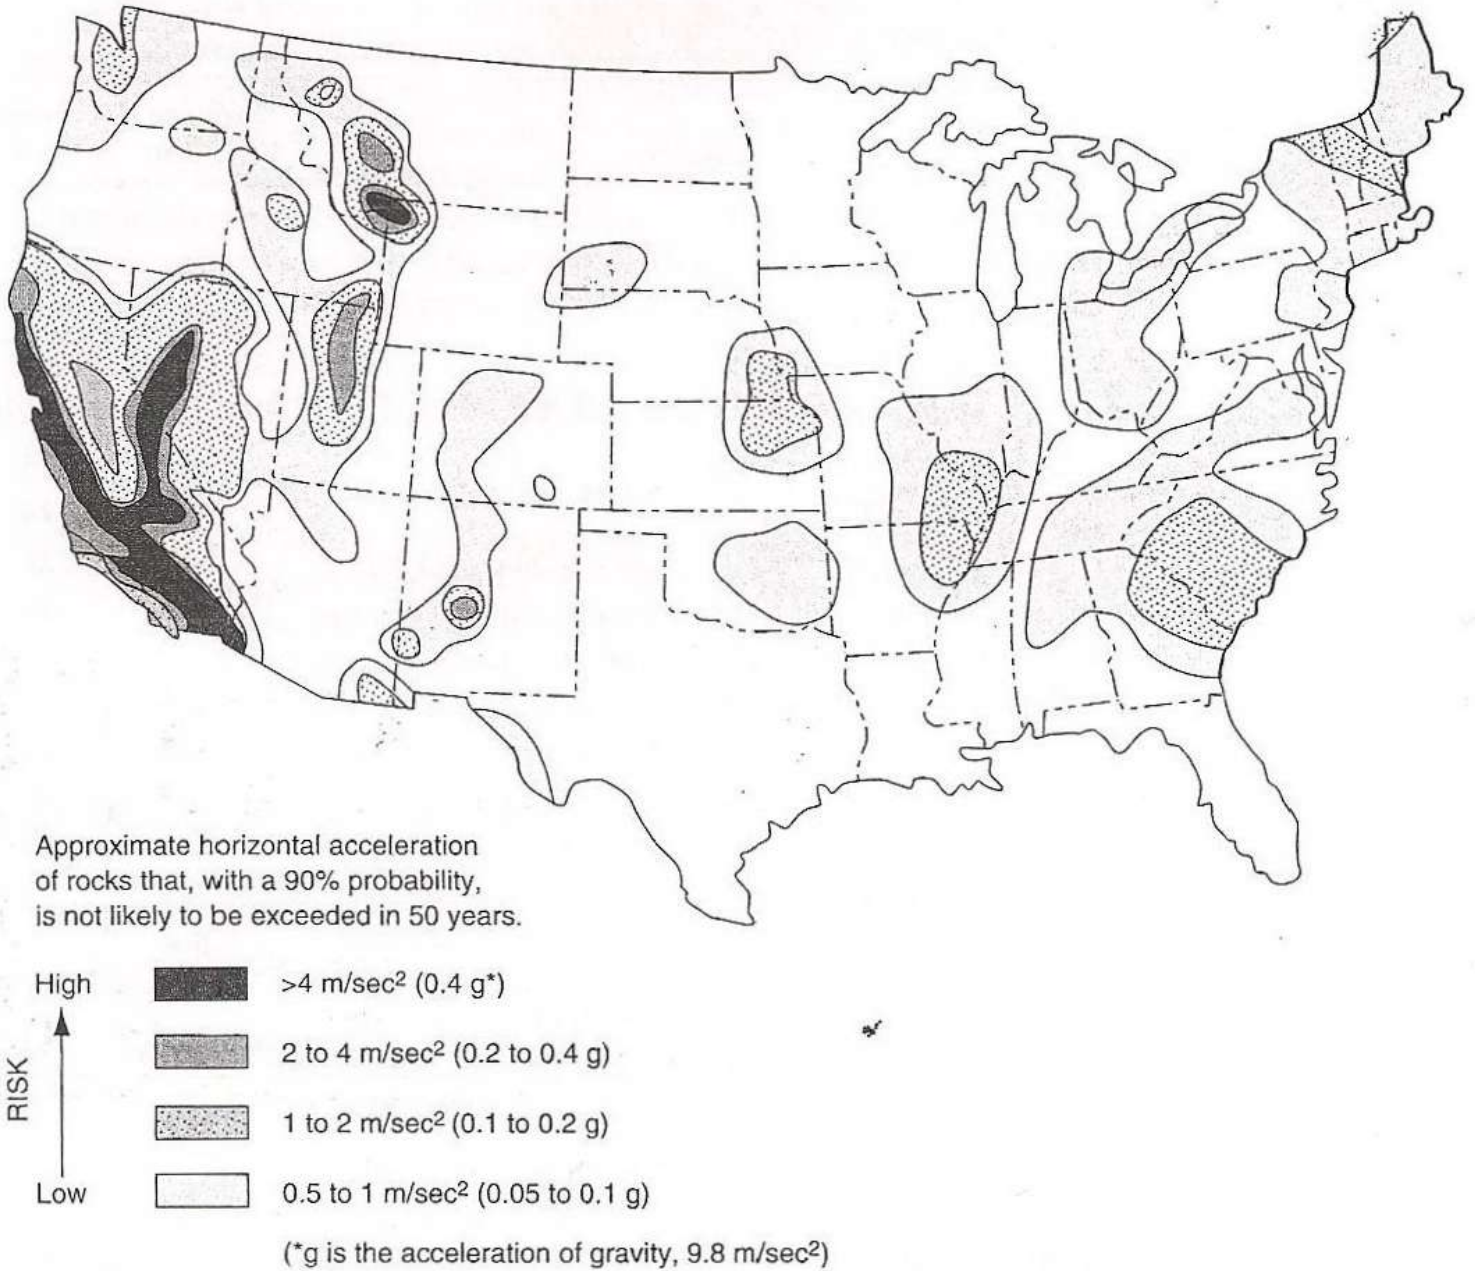 Approximate horizontal acceleration
of rocks that, with a 90% probability,
is not likely to be exceeded in 50 years.
High
>4 m/sec² (0.4 g*)
2 to 4 m/sec² (0.2 to 0.4 g)
RISK
1 to 2 m/sec² (0.1 to 0.2 g)
Low
0.5 to 1 m/sec² (0.05 to 0.1 g)
(*g is the acceleration of gravity, 9.8 m/sec²)